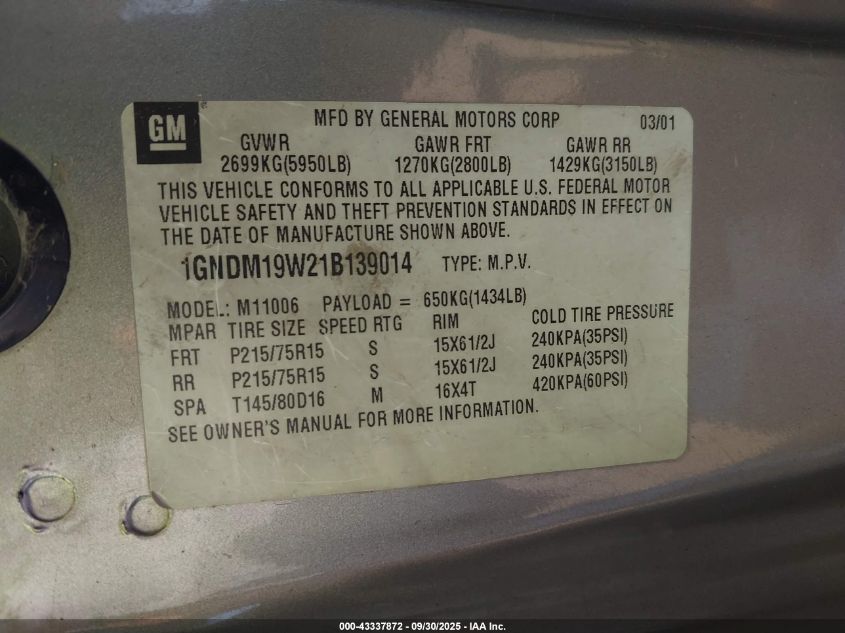 GM
MFD BY GENERAL MOTORS CORP 03/01
GVWR GAWR FRT GAWR RR
2699KG(5950LB) 1270KG(2800LB) 1429KG(3150LB)
THIS VEHICLE CONFORMS TO ALL APPLICABLE U.S. FEDERAL MOTOR
VEHICLE SAFETY AND THEFT PREVENTION STANDARDS IN EFFECT ON
THE DATE OF MANUFACTURE SHOWN ABOVE.
1GNDM19W21B139014 TYPE: M.P.V.
MODEL: M11006 PAYLOAD = 650KG(1434LB)
MPAR TIRE SIZE SPEED RTG RIM COLD TIRE PRESSURE
FRT P215/75R15 S 15X61/2J 240KPA(35PSI)
RR P215/75R15 S 15X61/2J 240KPA(35PSI)
SPA T145/80D16 M 16X4T 420KPA(60PSI)
SEE OWNER'S MANUAL FOR MORE INFORMATION.
000-43337872 - 09/30/2025 - IAA Inc.